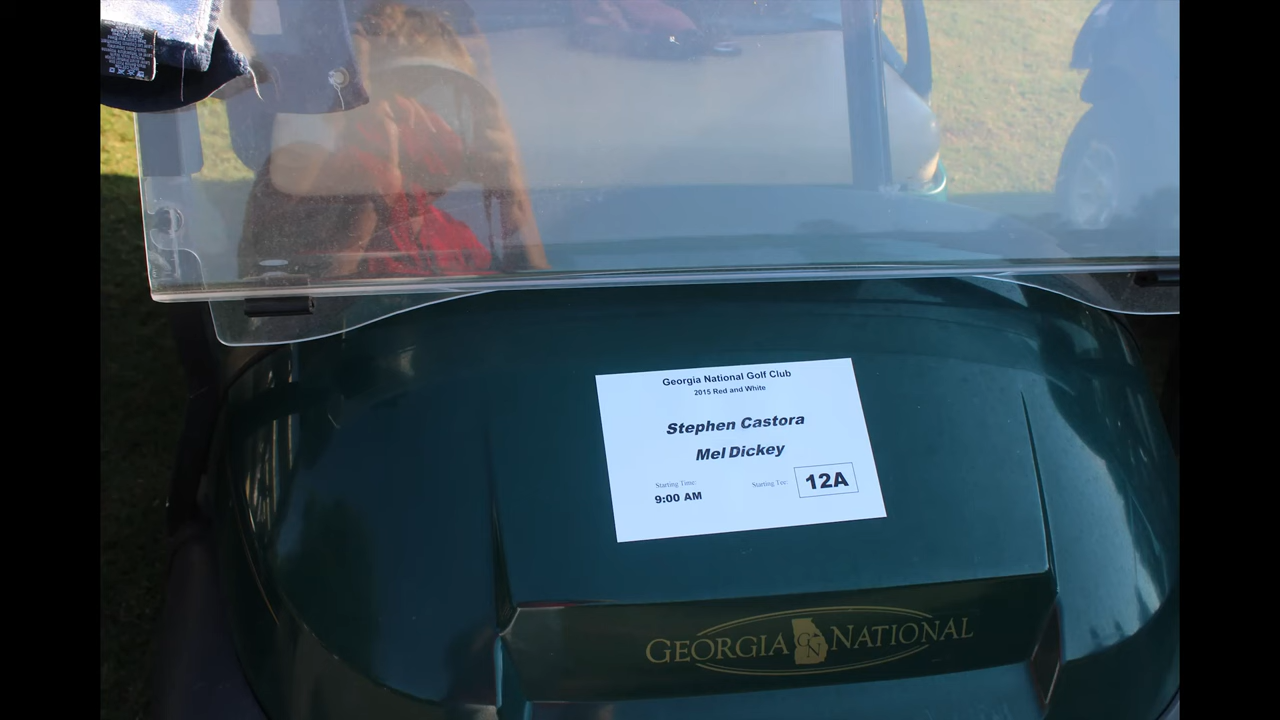 Georgia National Golf Club
2015 Red and White
Stephen Castora
Mel Dickey
Starting Time:
9:00 AM
Starting Tee:
12A
GEORGIA GN NATIONAL